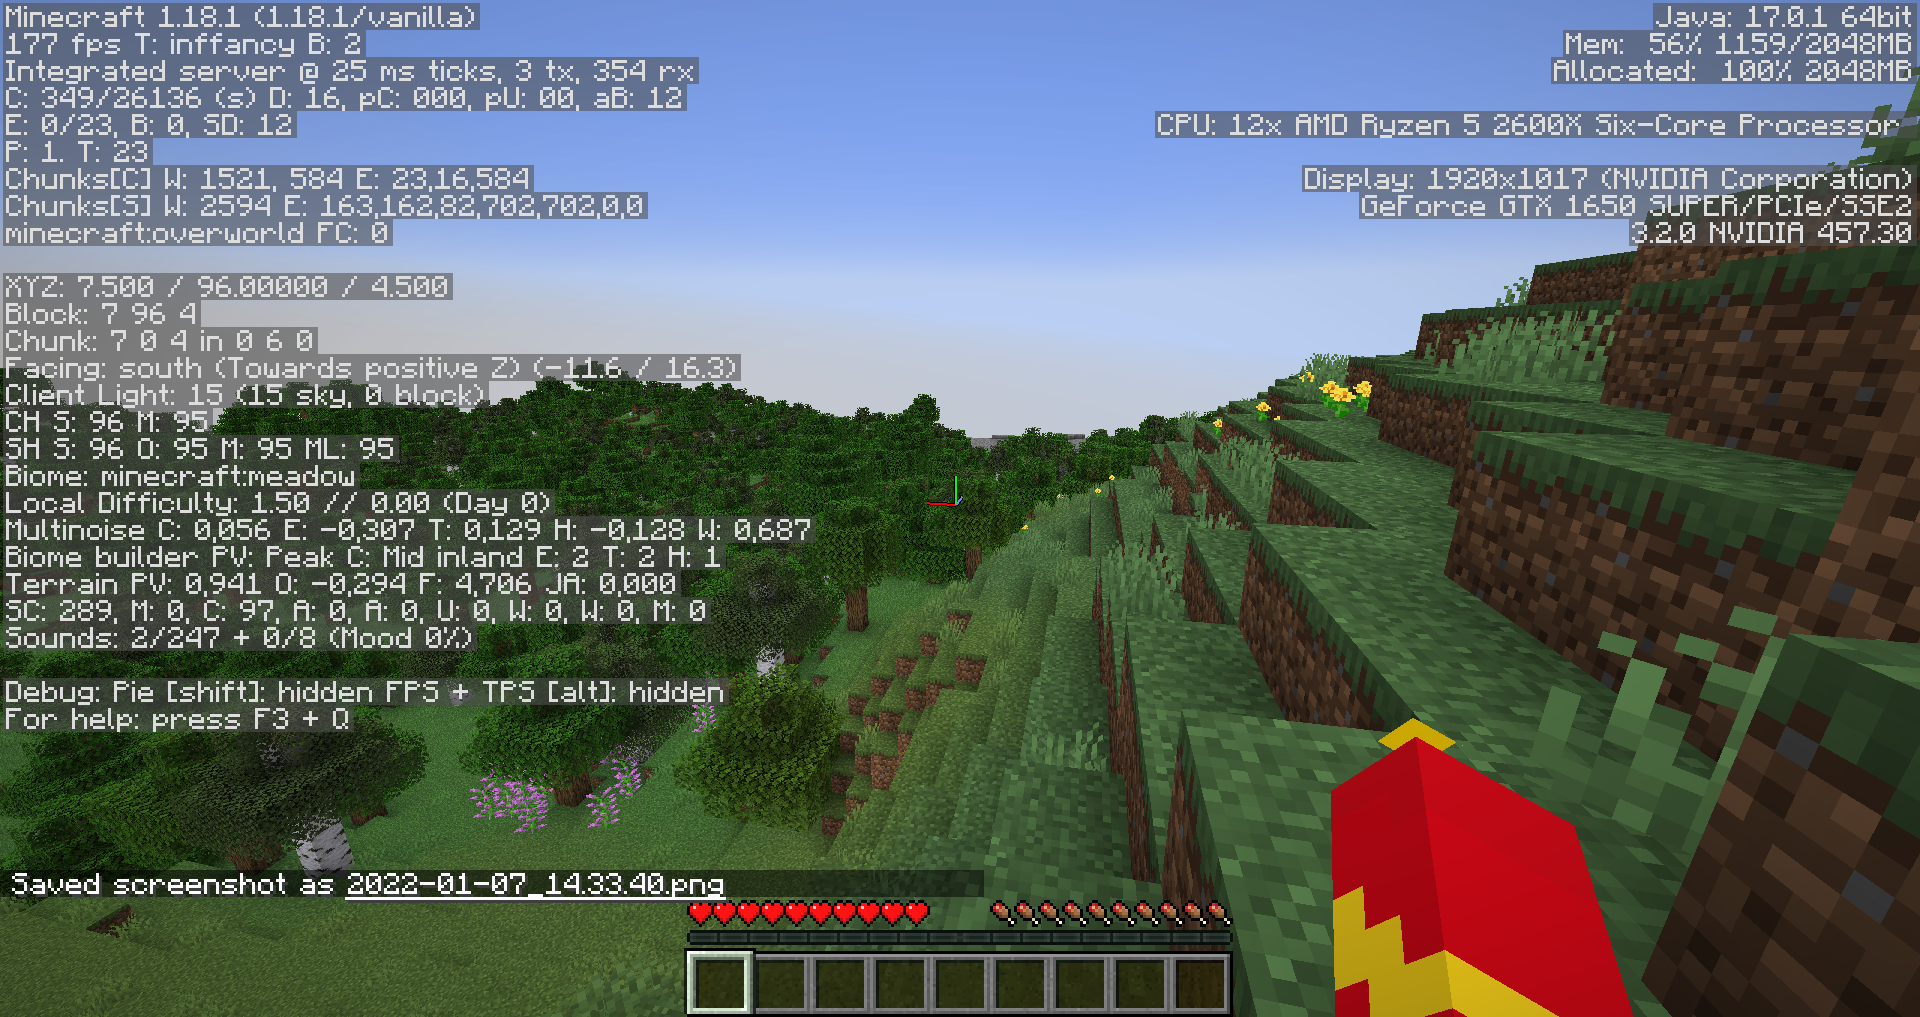 Minecraft 1.18.1 (1.18.1/vanilla)
177 fps T: inffancy B: 2
Integrated server @ 25 ms ticks, 3 tx, 354 rx
C: 349/26136 (s) D: 16, pC: 000, pU: 00, aB: 12
E: 0/23, B: 0, SD: 12
P: 1. T: 23
Chunks[C] W: 1521, 584 E: 23,16,584
Chunks[S] W: 2594 E: 163,162,82,702,702,0,0
minecraft:overworld FC: 0
XYZ: 7.500 / 96.00000 / 4.500
Block: 7 96 4
Chunk: 7 0 4 in 0 6 0
Facing: south (Towards positive Z) (-11.6 / 16.3)
Client Light: 15 (15 sky, 0 block)
CH S: 96 M: 95
SH S: 96 O: 95 M: 95 ML: 95
Biome: minecraft:meadow
Local Difficulty: 1.50 // 0.00 (Day 0)
Multinoise C: 0,056 E: -0,307 T: 0,129 H: -0,128 W: 0,687
Biome builder PV: Peak C: Mid inland E: 2 T: 2 H: 1
Terrain PV: 0,941 O: -0,294 F: 4,706 JA: 0,000
SC: 289, M: 0, C: 97, A: 0, A: 0, U: 0, W: 0, W: 0, M: 0
Sounds: 2/247 + 0/8 (Mood 0%)
Debug: Pie [shift]: hidden FPS + TPS [alt]: hidden
For help: press F3 + Q
Java: 17.0.1 64bit
Mem: 56% 1159/2048MB
Allocated: 100% 2048MB
CPU: 12x AMD Ryzen 5 2600X Six-Core Processor
Display: 1920x1017 (NVIDIA Corporation)
GeForce GTX 1650 SUPER/PCIe/SSE2
3.2.0 NVIDIA 457.30
Saved screenshot as 2022-01-07_14.33.40.png